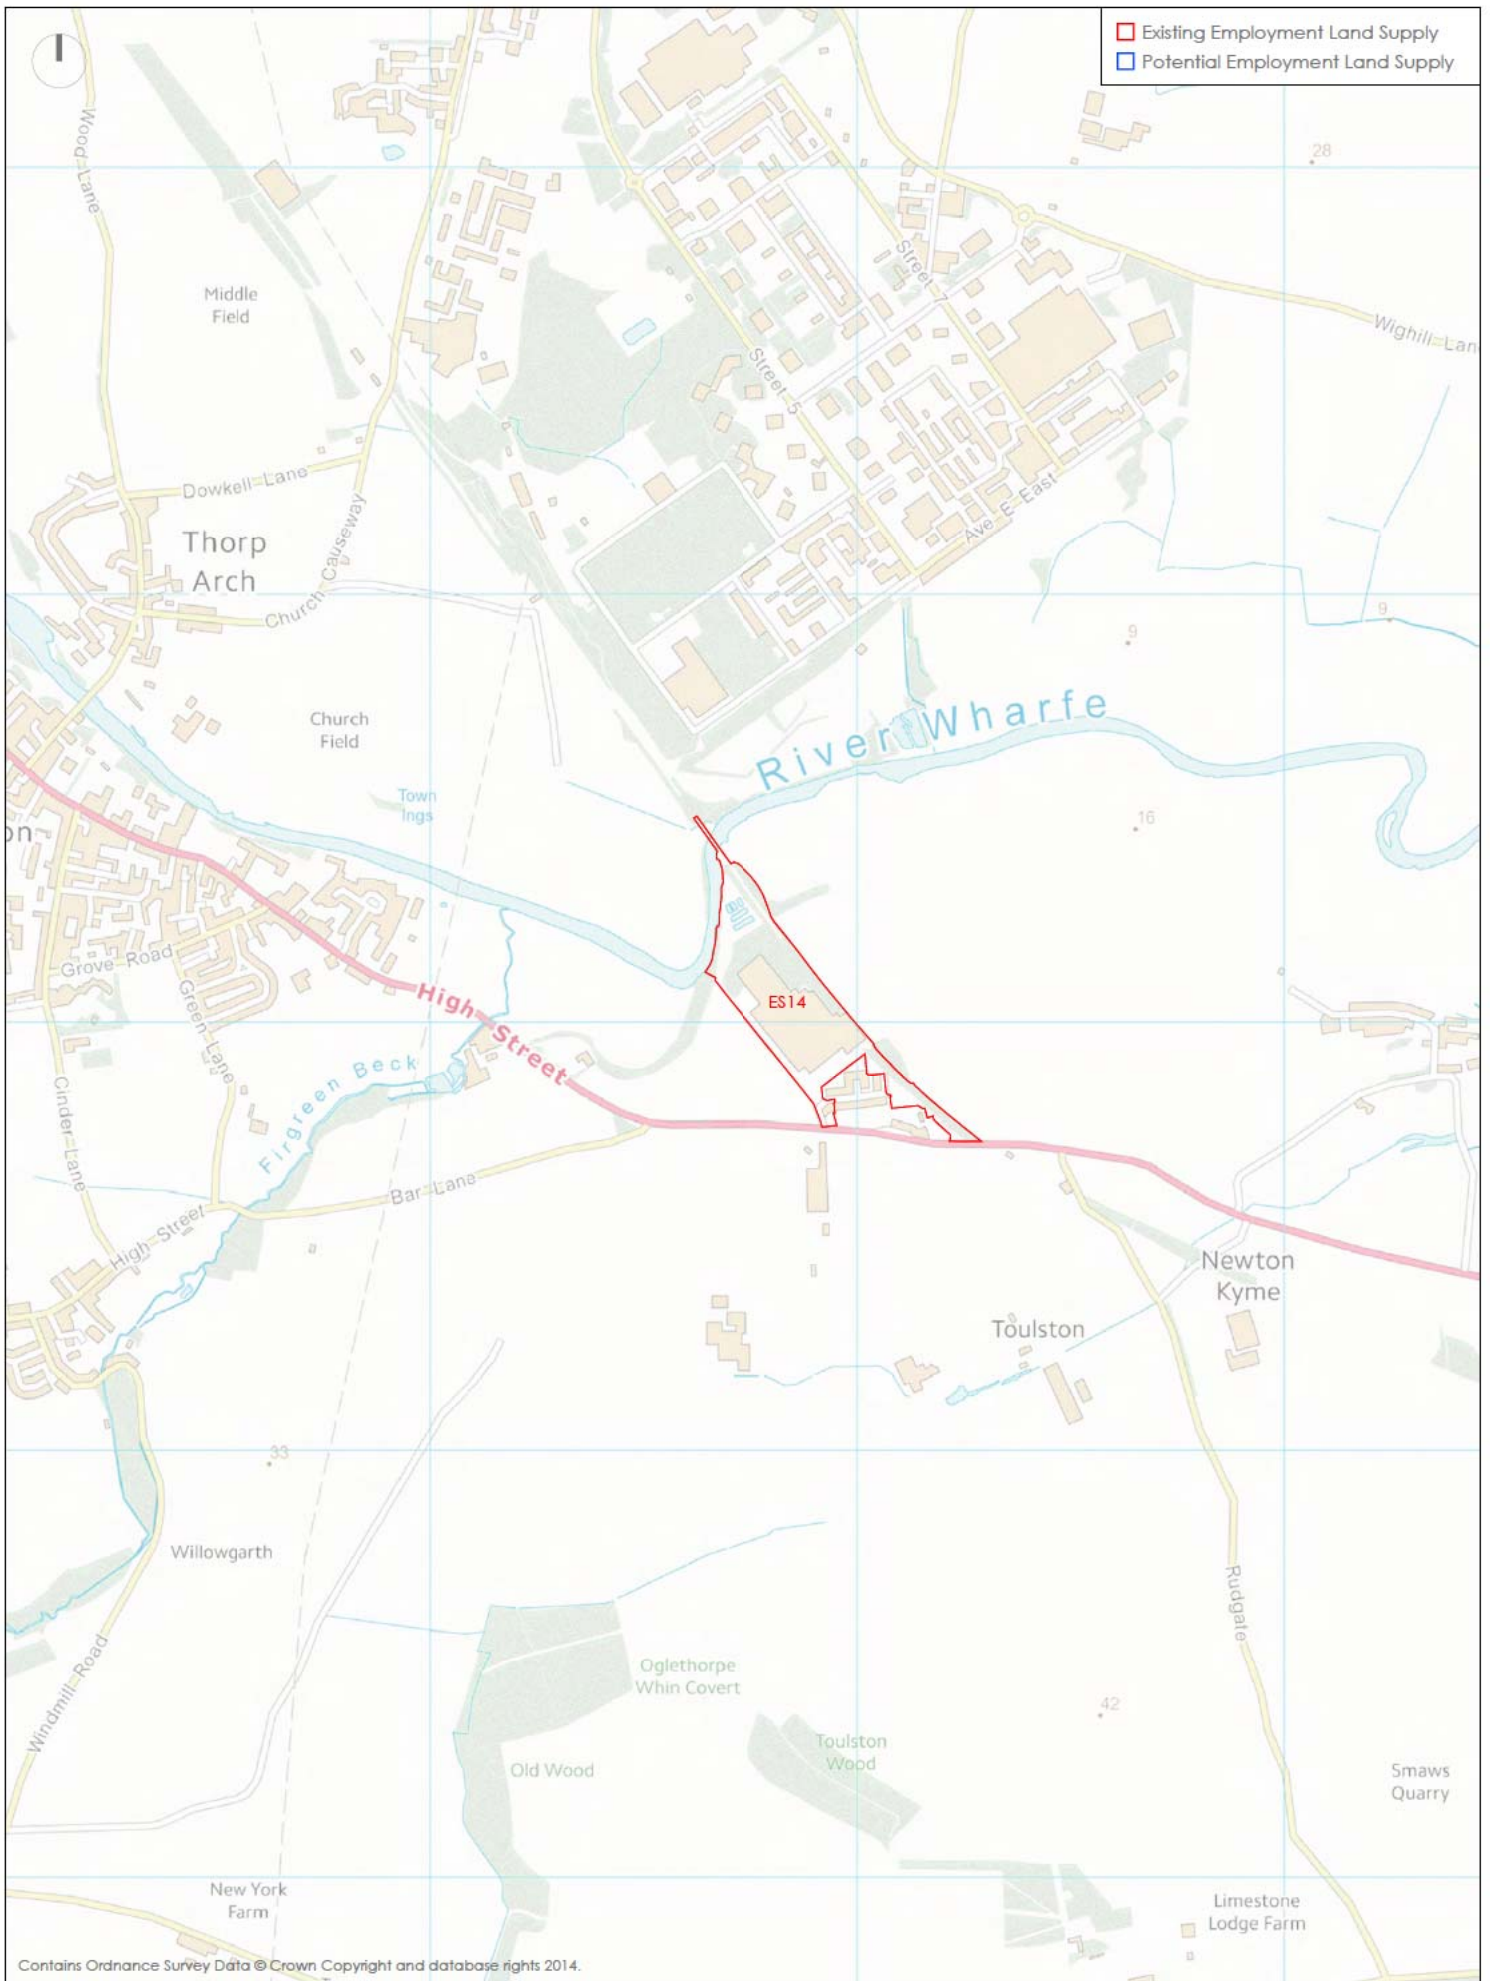 Existing Employment Land Supply
Potential Employment Land Supply
Wood Lane
28
Middle
Field
Street 7
Wighill Lan
Street 5
Dowkell Lane
Ave E East
Thorp
Arch
Church Causeway
9
9
River Wharfe
Church
Field
Town
Ings
16
on
Grove Road
Green Lane
High Street
ES14
Cinder Lane
Firgreen Beck
Bar Lane
High Street
Newton
Kyme
Toulston
33
Willowgarth
Rudgate
Windmill Road
Oglethorpe
Whin Covert
42
Toulston
Wood
Old Wood
Smaws
Quarry
New York
Farm
Limestone
Lodge Farm
Contains Ordnance Survey Data © Crown Copyright and database rights 2014.